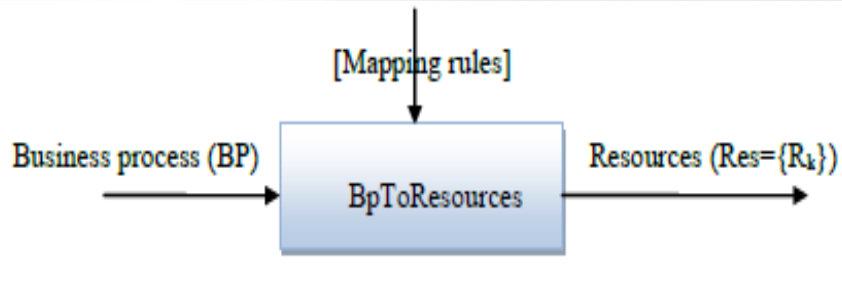 [Mapping rules]
Business process (BP)
Resources (Res={Rₖ})
BpToResources